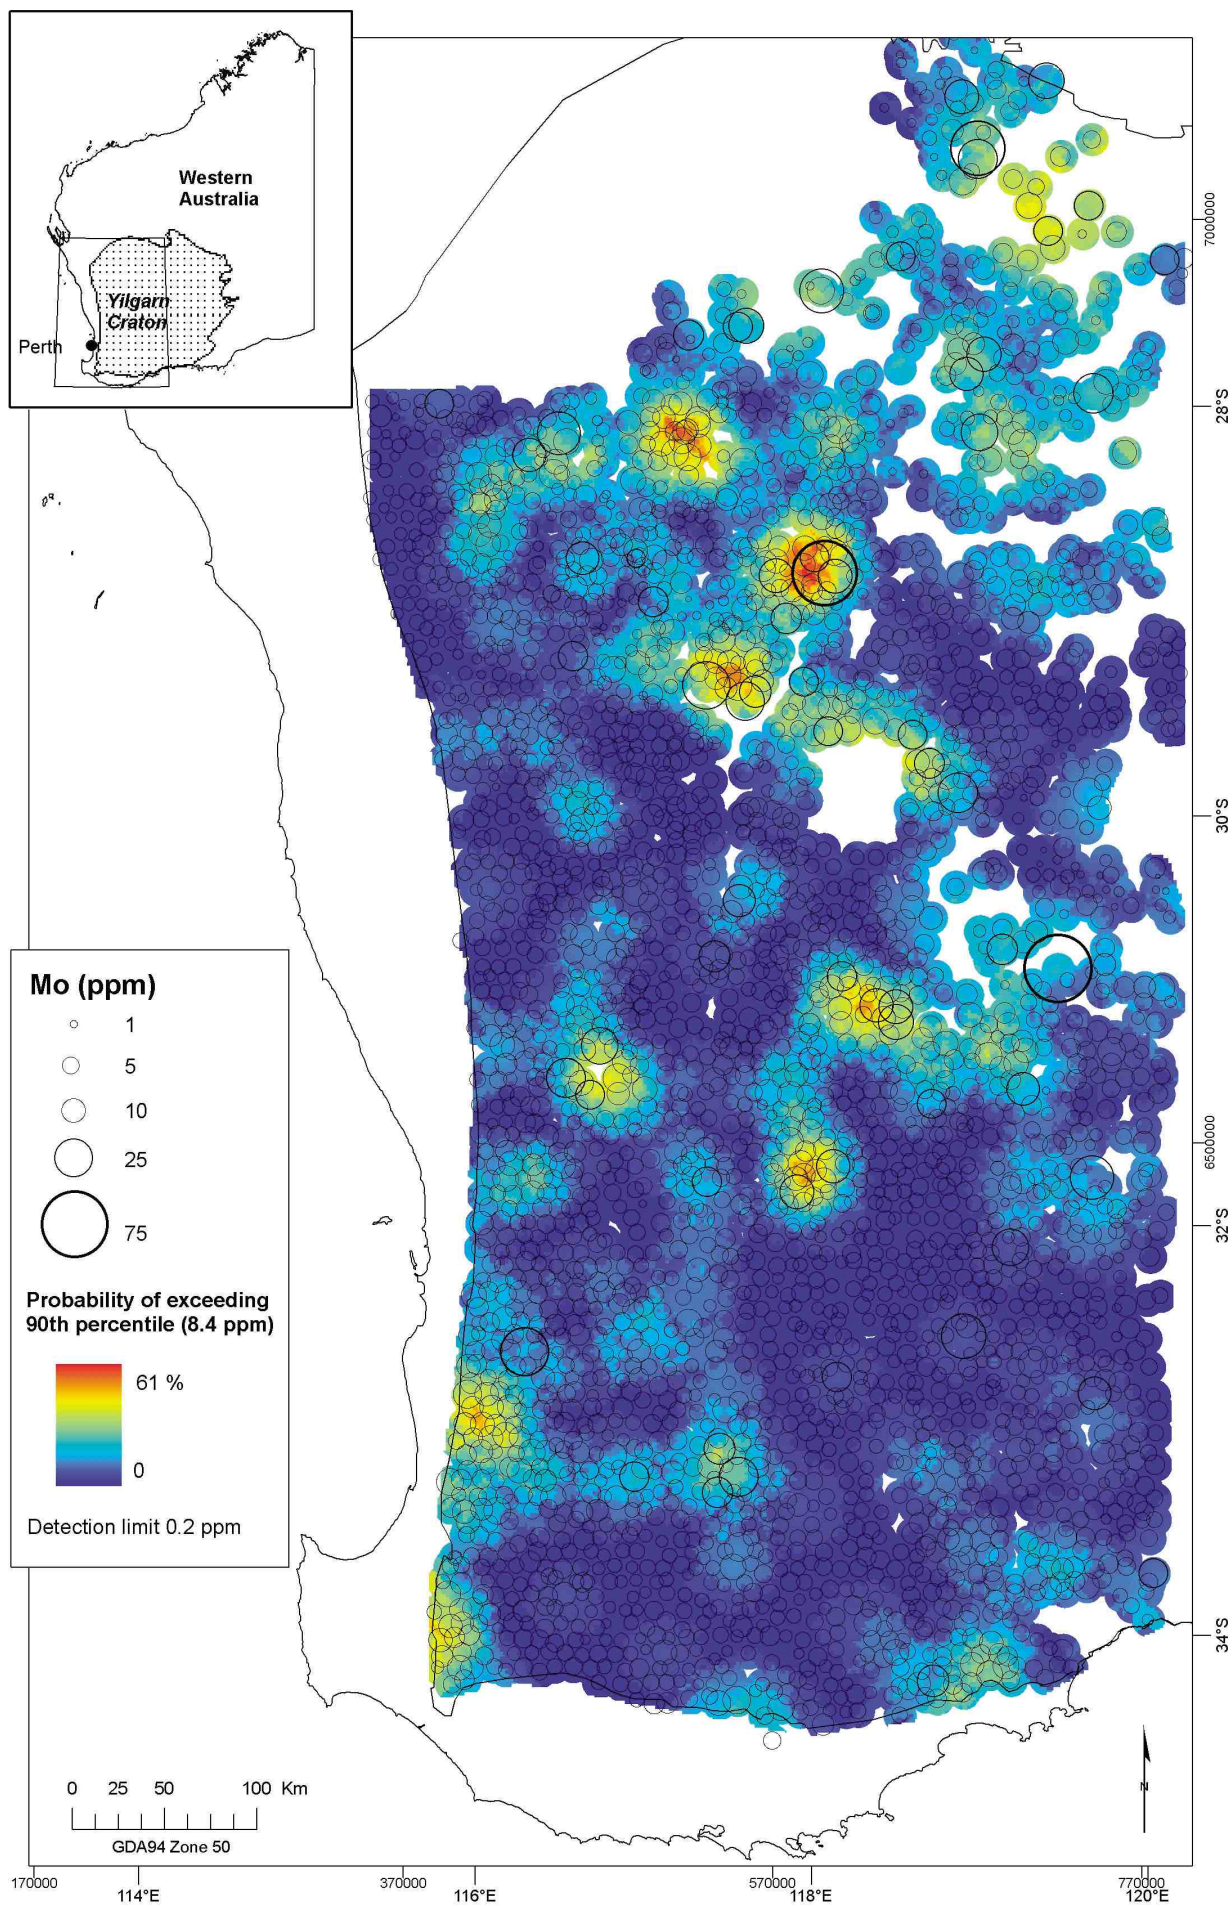 Western
Australia
Yilgarn
Craton
Perth
7000000
28°S
30°S
6500000
32°S
34°S
Mo (ppm)
1
5
10
25
75
Probability of exceeding
90th percentile (8.4 ppm)
61 %
0
Detection limit 0.2 ppm
0 25 50 100 Km
GDA94 Zone 50
N
170000 370000 570000 770000
114°E 116°E 118°E 120°E